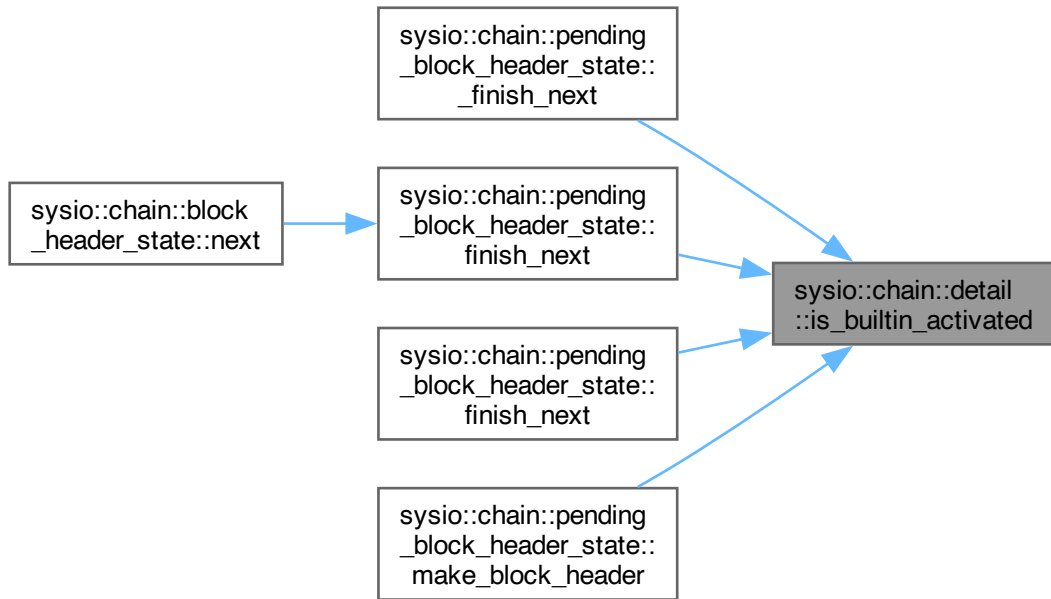 sysio::chain::pending
_block_header_state::
_finish_next
sysio::chain::block
_header_state::next
sysio::chain::pending
_block_header_state::
finish_next
sysio::chain::detail
::is_builtin_activated
sysio::chain::pending
_block_header_state::
finish_next
sysio::chain::pending
_block_header_state::
make_block_header